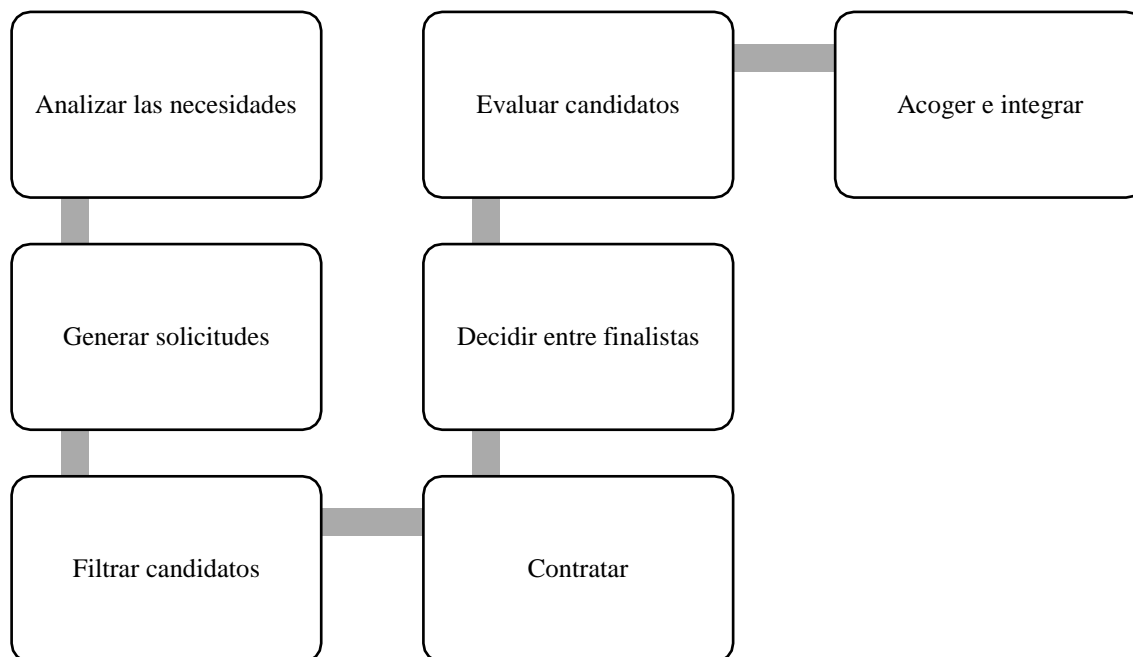 Analizar las necesidades
Generar solicitudes
Filtrar candidatos
Contratar
Decidir entre finalistas
Evaluar candidatos
Acoger e integrar